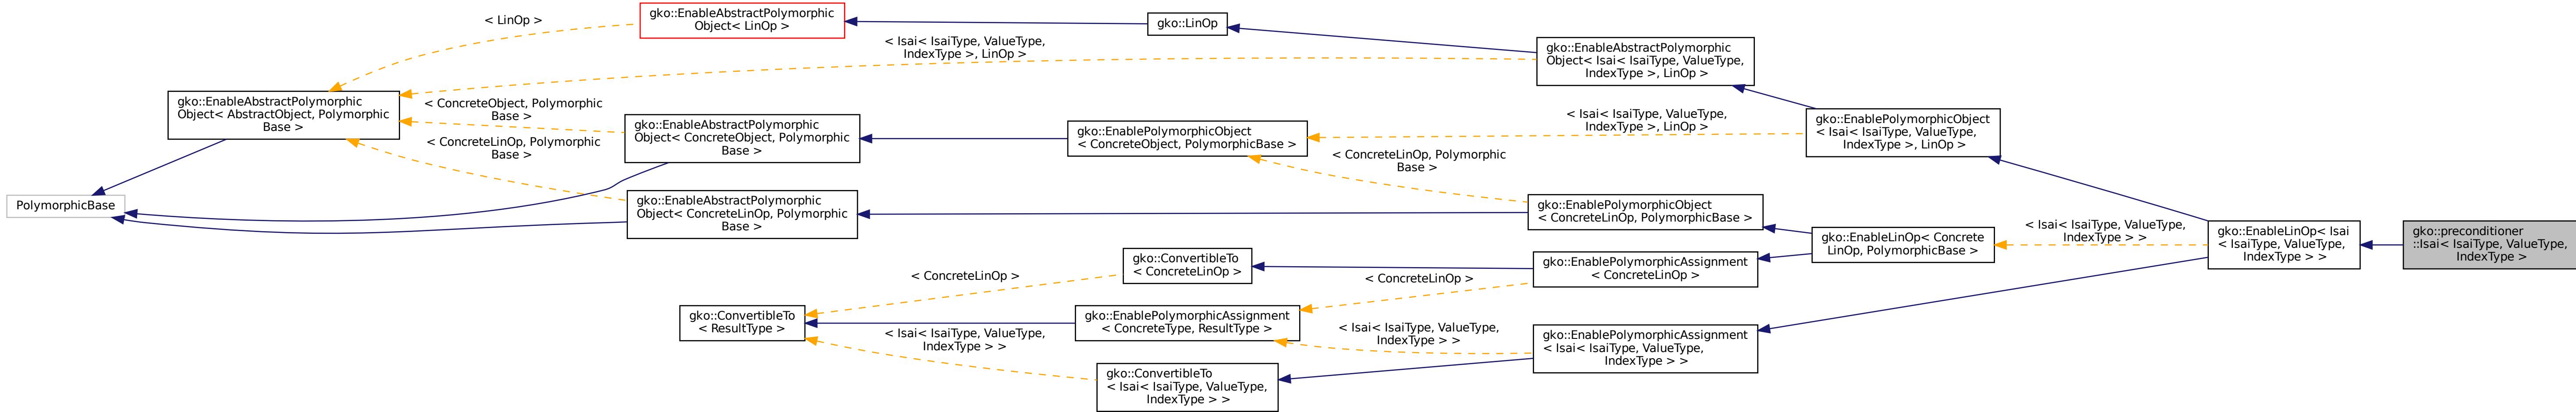 gko::EnableAbstractPolymorphic
Object< LinOp >
< LinOp >
gko::LinOp
< Isai< IsaiType, ValueType,
IndexType >, LinOp >
gko::EnableAbstractPolymorphic
Object< Isai< IsaiType, ValueType,
IndexType >, LinOp >
gko::EnableAbstractPolymorphic
Object< AbstractObject, Polymorphic
Base >
< ConcreteObject, Polymorphic
Base >
< ConcreteLinOp, Polymorphic
Base >
gko::EnableAbstractPolymorphic
Object< ConcreteObject, Polymorphic
Base >
gko::EnablePolymorphicObject
< ConcreteObject, PolymorphicBase >
< Isai< IsaiType, ValueType,
IndexType >, LinOp >
gko::EnablePolymorphicObject
< Isai< IsaiType, ValueType,
IndexType >, LinOp >
< ConcreteLinOp, Polymorphic
Base >
PolymorphicBase
gko::EnableAbstractPolymorphic
Object< ConcreteLinOp, Polymorphic
Base >
gko::EnablePolymorphicObject
< ConcreteLinOp, PolymorphicBase >
gko::EnableLinOp< Concrete
LinOp, PolymorphicBase >
< Isai< IsaiType, ValueType,
IndexType > >
gko::EnableLinOp< Isai
< IsaiType, ValueType,
IndexType > >
gko::preconditioner
::Isai< IsaiType, ValueType,
IndexType >
gko::ConvertibleTo
< ConcreteLinOp >
gko::EnablePolymorphicAssignment
< ConcreteLinOp >
< ConcreteLinOp >
< ConcreteLinOp >
gko::ConvertibleTo
< ResultType >
gko::EnablePolymorphicAssignment
< ConcreteType, ResultType >
< Isai< IsaiType, ValueType,
IndexType > >
< Isai< IsaiType, ValueType,
IndexType > >
gko::EnablePolymorphicAssignment
< Isai< IsaiType, ValueType,
IndexType > >
gko::ConvertibleTo
< Isai< IsaiType, ValueType,
IndexType > >